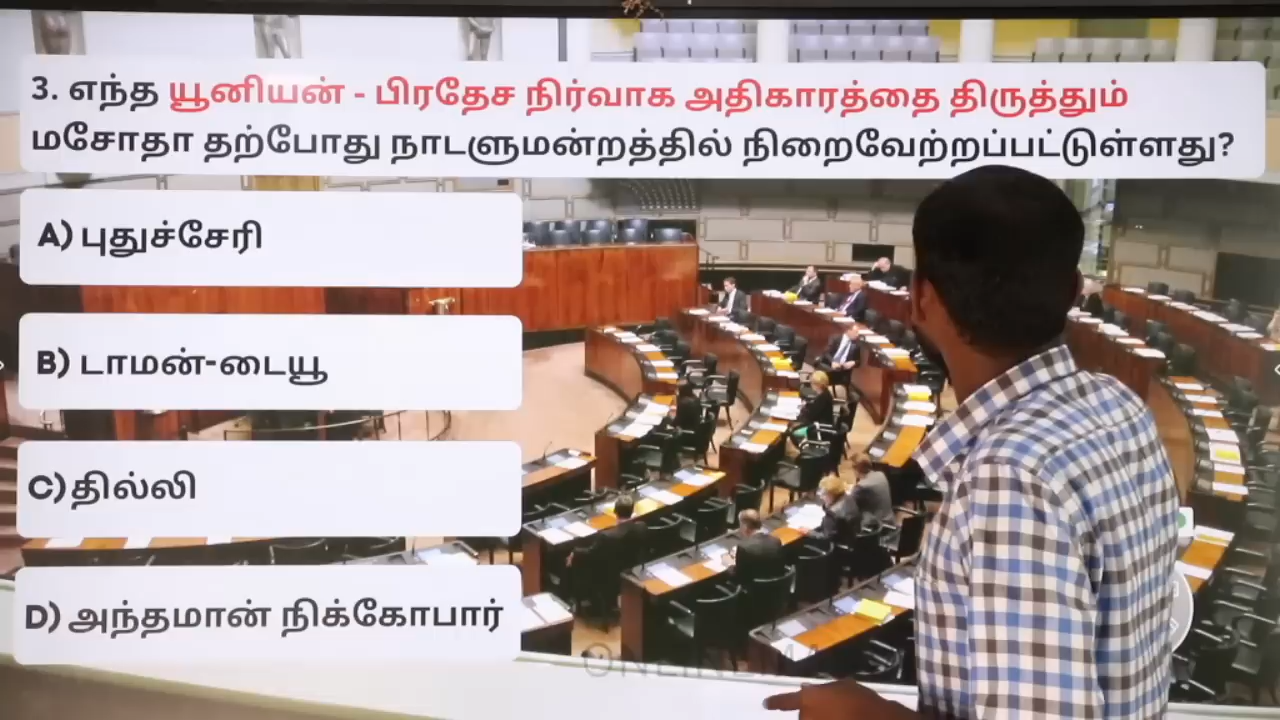 3. எந்த யூனியன் - பிரதேச நிர்வாக அதிகாரத்தை திருத்தும்
மசோதா தற்போது நாடளுமன்றத்தில் நிறைவேற்றப்பட்டுள்ளது?
A) புதுச்சேரி
B) டாமன்-டையூ
C) தில்லி
D) அந்தமான் நிக்கோபார்